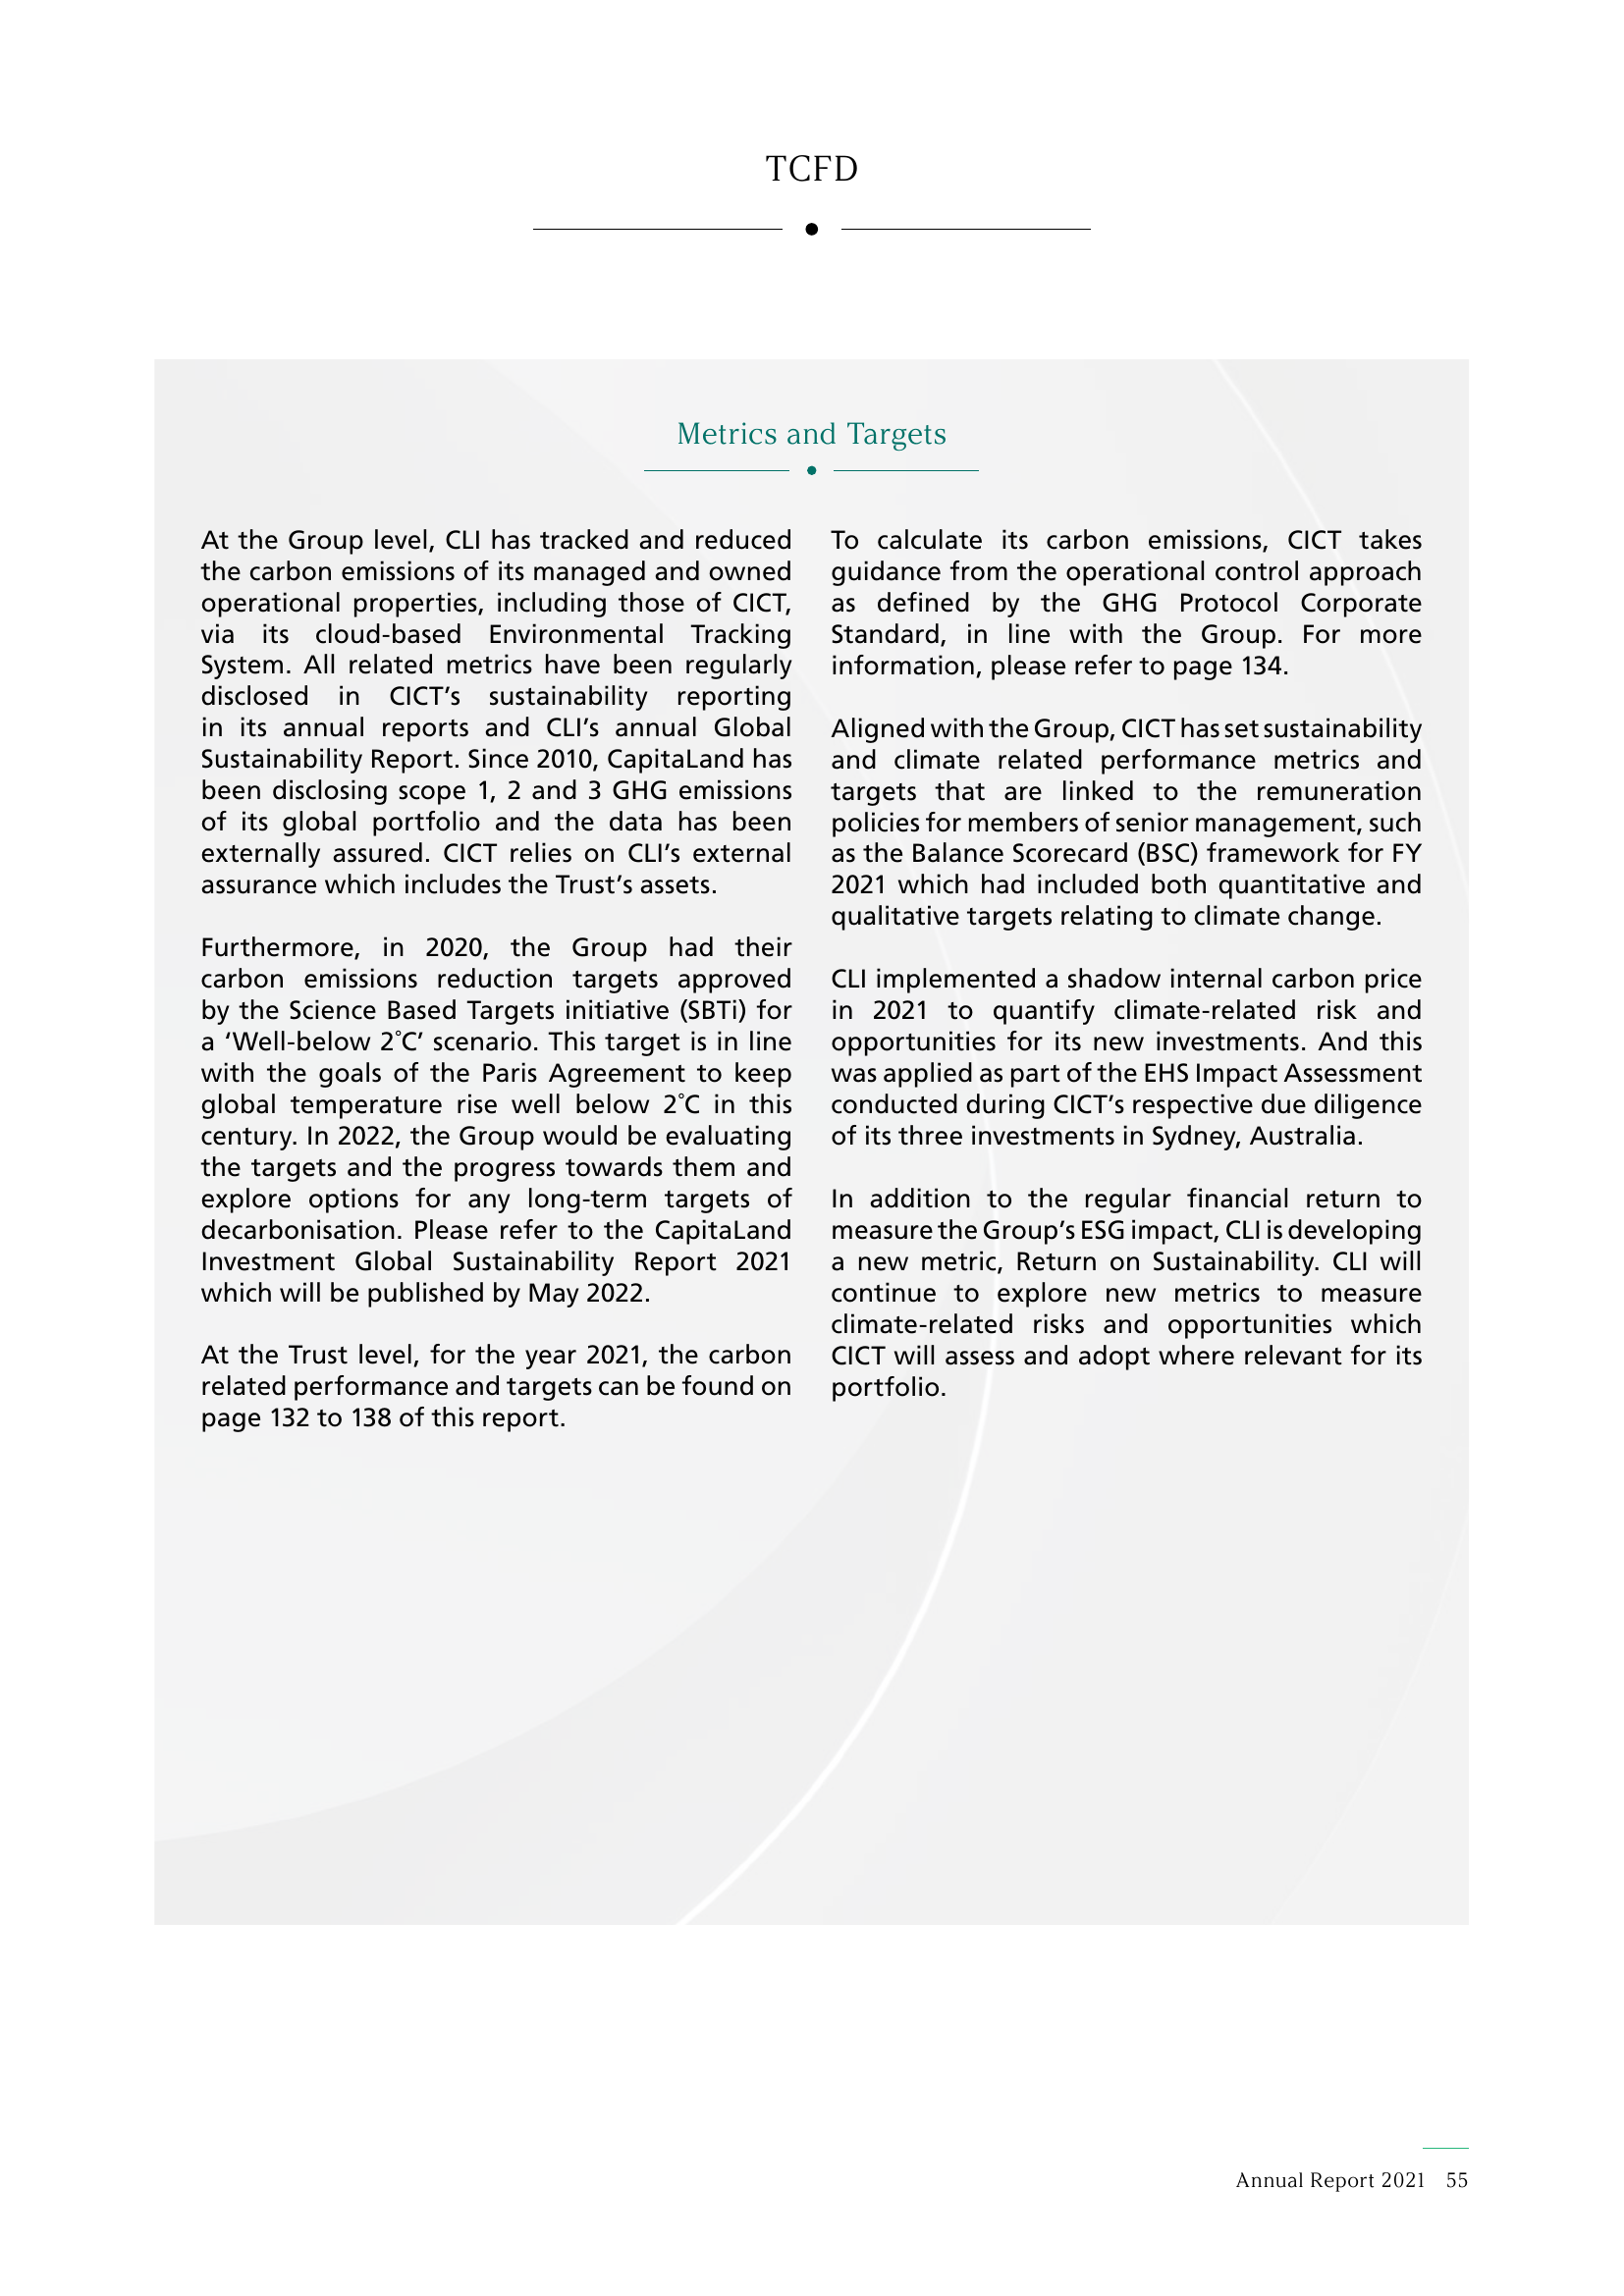 TCFD
Metrics and Targets
At the Group level, CLI has tracked and reduced
the carbon emissions of its managed and owned
operational properties, including those of CICT,
via its cloud-based Environmental Tracking
System. All related metrics have been regularly
disclosed in CICT’s sustainability reporting
in its annual reports and CLI’s annual Global
Sustainability Report. Since 2010, CapitaLand has
been disclosing scope 1, 2 and 3 GHG emissions
of its global portfolio and the data has been
externally assured. CICT relies on CLI’s external
assurance which includes the Trust’s assets.
Furthermore, in 2020, the Group had their
carbon emissions reduction targets approved
by the Science Based Targets initiative (SBTi) for
a ‘Well-below 2˚C’ scenario. This target is in line
with the goals of the Paris Agreement to keep
global temperature rise well below 2˚C in this
century. In 2022, the Group would be evaluating
the targets and the progress towards them and
explore options for any long-term targets of
decarbonisation. Please refer to the CapitaLand
Investment Global Sustainability Report 2021
which will be published by May 2022.
At the Trust level, for the year 2021, the carbon
related performance and targets can be found on
page 132 to 138 of this report.
To calculate its carbon emissions, CICT takes
guidance from the operational control approach
as defined by the GHG Protocol Corporate
Standard, in line with the Group. For more
information, please refer to page 134.
Aligned with the Group, CICT has set sustainability
and climate related performance metrics and
targets that are linked to the remuneration
policies for members of senior management, such
as the Balance Scorecard (BSC) framework for FY
2021 which had included both quantitative and
qualitative targets relating to climate change.
CLI implemented a shadow internal carbon price
in 2021 to quantify climate-related risk and
opportunities for its new investments. And this
was applied as part of the EHS Impact Assessment
conducted during CICT’s respective due diligence
of its three investments in Sydney, Australia.
In addition to the regular financial return to
measure the Group’s ESG impact, CLI is developing
a new metric, Return on Sustainability. CLI will
continue to explore new metrics to measure
climate-related risks and opportunities which
CICT will assess and adopt where relevant for its
portfolio.
Annual Report 2021 55